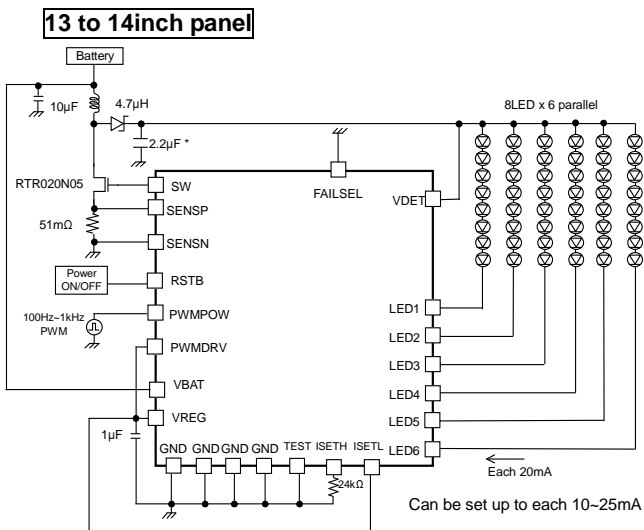 13 to 14inch panel
Battery
10µF
4.7µH
2.2µF *
8LED x 6 parallel
RTR020N05
SW
FAILSEL
VDET
SENSP
51mΩ
SENSN
Power
ON/OFF
RSTB
100Hz~1kHz
PWM
PWMPOW
LED1
PWMDRV
LED2
LED3
VBAT
LED4
VREG
LED5
1µF
GND GND GND GND TEST ISETH ISETL
LED6
Each 20mA
24kΩ
Can be set up to each 10~25mA